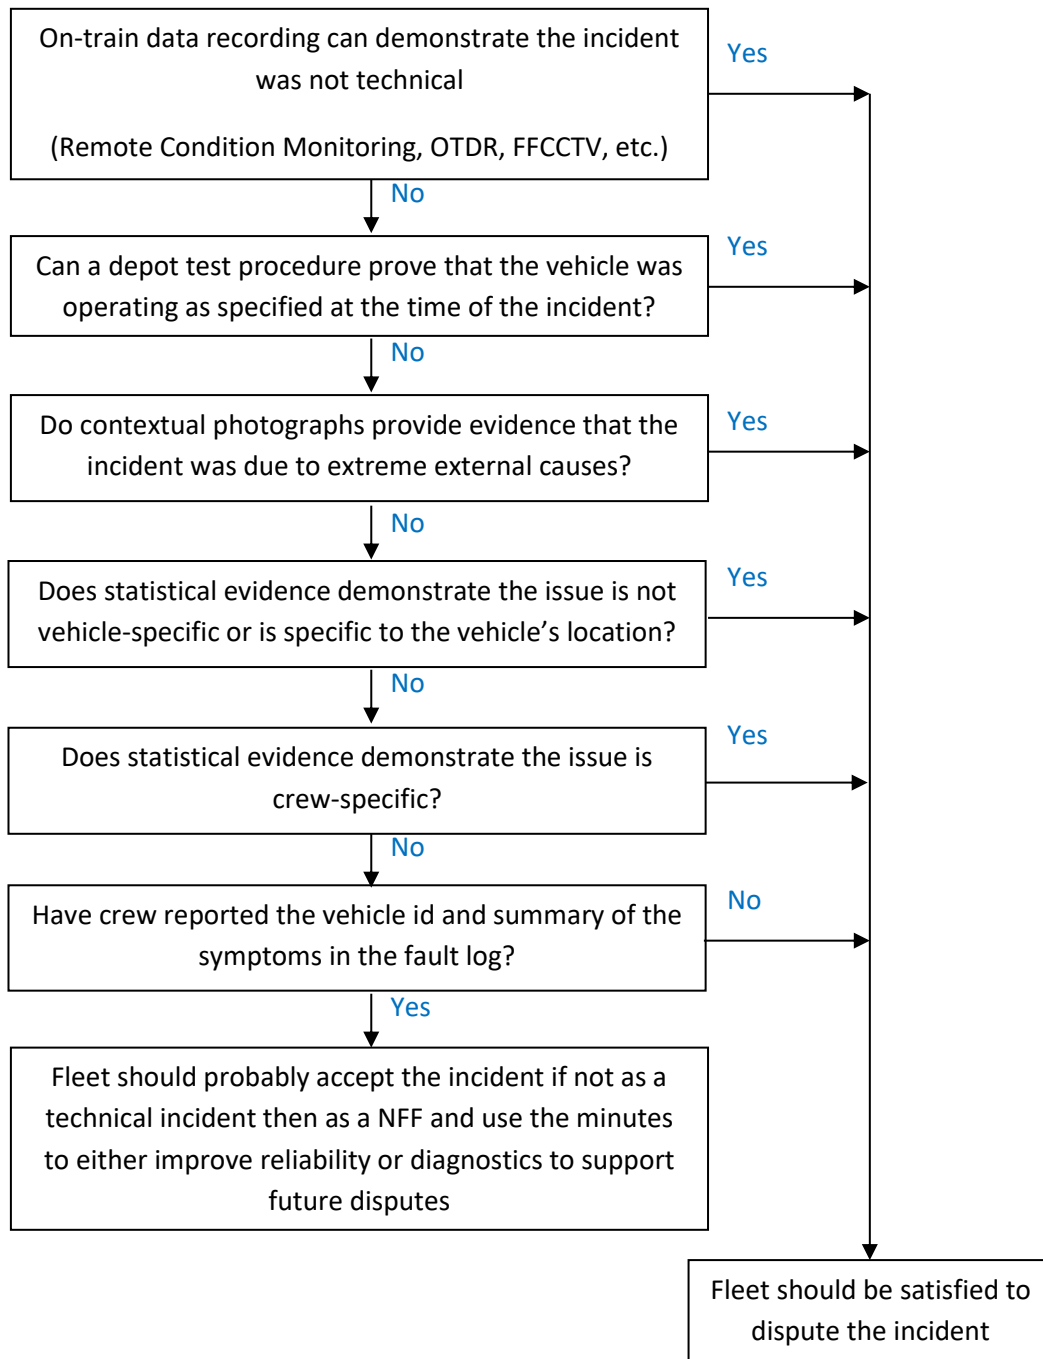 On-train data recording can demonstrate the incident
was not technical
(Remote Condition Monitoring, OTDR, FFCCTV, etc.)
Yes
No
Can a depot test procedure prove that the vehicle was
operating as specified at the time of the incident?
Yes
No
Do contextual photographs provide evidence that the
incident was due to extreme external causes?
Yes
No
Does statistical evidence demonstrate the issue is not
vehicle-specific or is specific to the vehicle’s location?
Yes
No
Does statistical evidence demonstrate the issue is
crew-specific?
Yes
No
Have crew reported the vehicle id and summary of the
symptoms in the fault log?
No
Yes
Fleet should probably accept the incident if not as a
technical incident then as a NFF and use the minutes
to either improve reliability or diagnostics to support
future disputes
Fleet should be satisfied to
dispute the incident